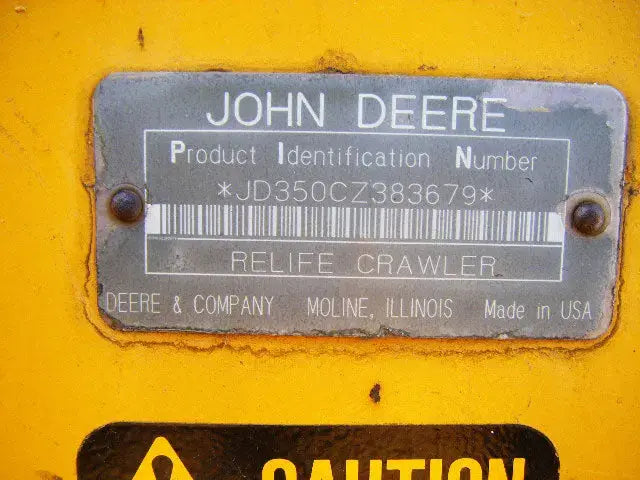 JOHN DEERE
Product Identification Number
*JD350CZ383679*
RELIFE CRAWLER
DEERE & COMPANY MOLINE, ILLINOIS Made in USA
CAUTION